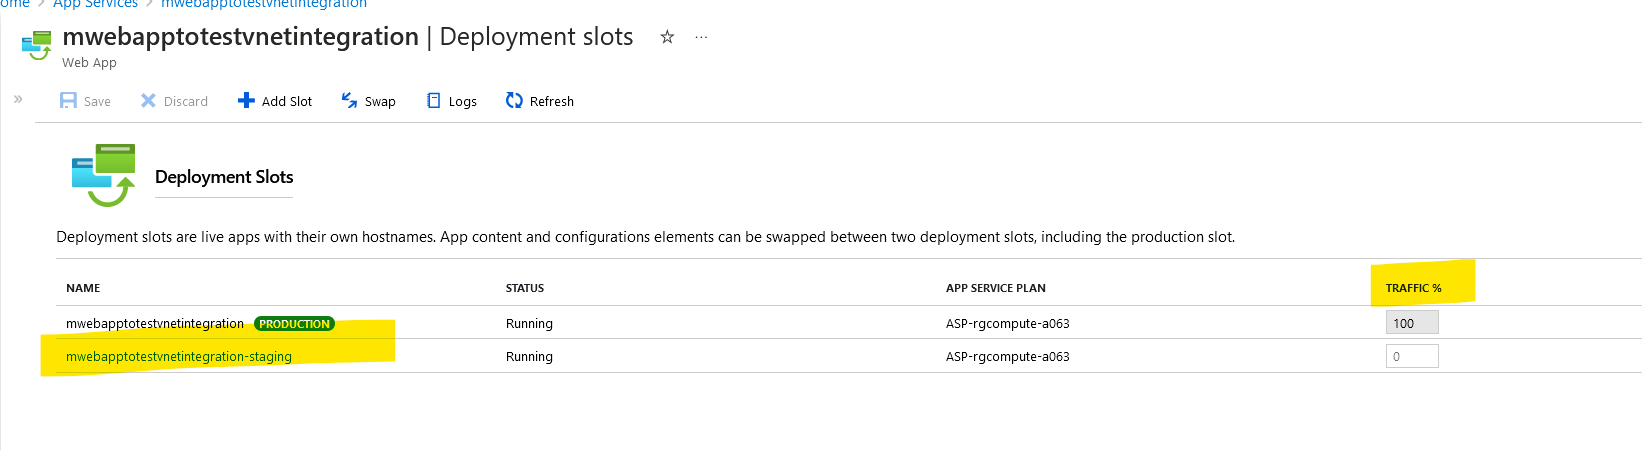 ome > App Services > mwebapptotestvnetintegration
mwebapptotestvnetintegration | Deployment slots ☆ ...
Web App
» Save Discard Add Slot Swap Logs Refresh
Deployment Slots
Deployment slots are live apps with their own hostnames. App content and configurations elements can be swapped between two deployment slots, including the production slot.
NAME STATUS APP SERVICE PLAN TRAFFIC %
mwebapptotestvnetintegration PRODUCTION Running ASP-rgcompute-a063 100
mwebapptotestvnetintegration-staging Running ASP-rgcompute-a063 0